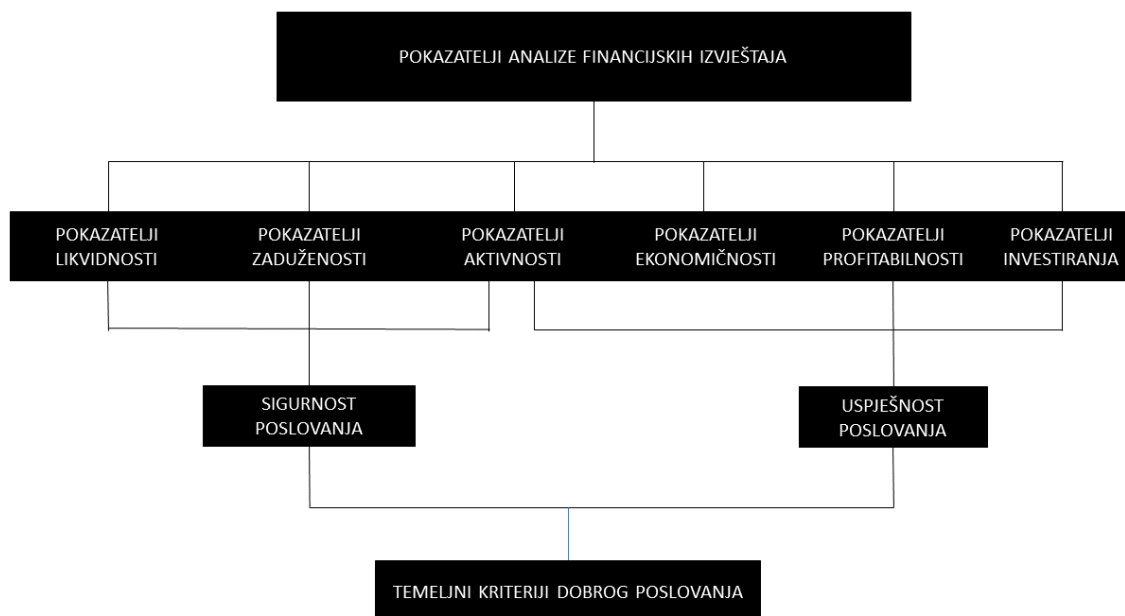 POKAZATELJI ANALIZE FINANCIJSKIH IZVJEŠTAJA
POKAZATELJI
LIKVIDNOSTI
POKAZATELJI
ZADUŽENOSTI
POKAZATELJI
AKTIVNOSTI
POKAZATELJI
EKONOMIČNOSTI
POKAZATELJI
PROFITABILNOSTI
POKAZATELJI
INVESTIRANJA
SIGURNOST
POSLOVANJA
USPJEŠNOST
POSLOVANJA
TEMELJNI KRITERIJI DOBROG POSLOVANJA